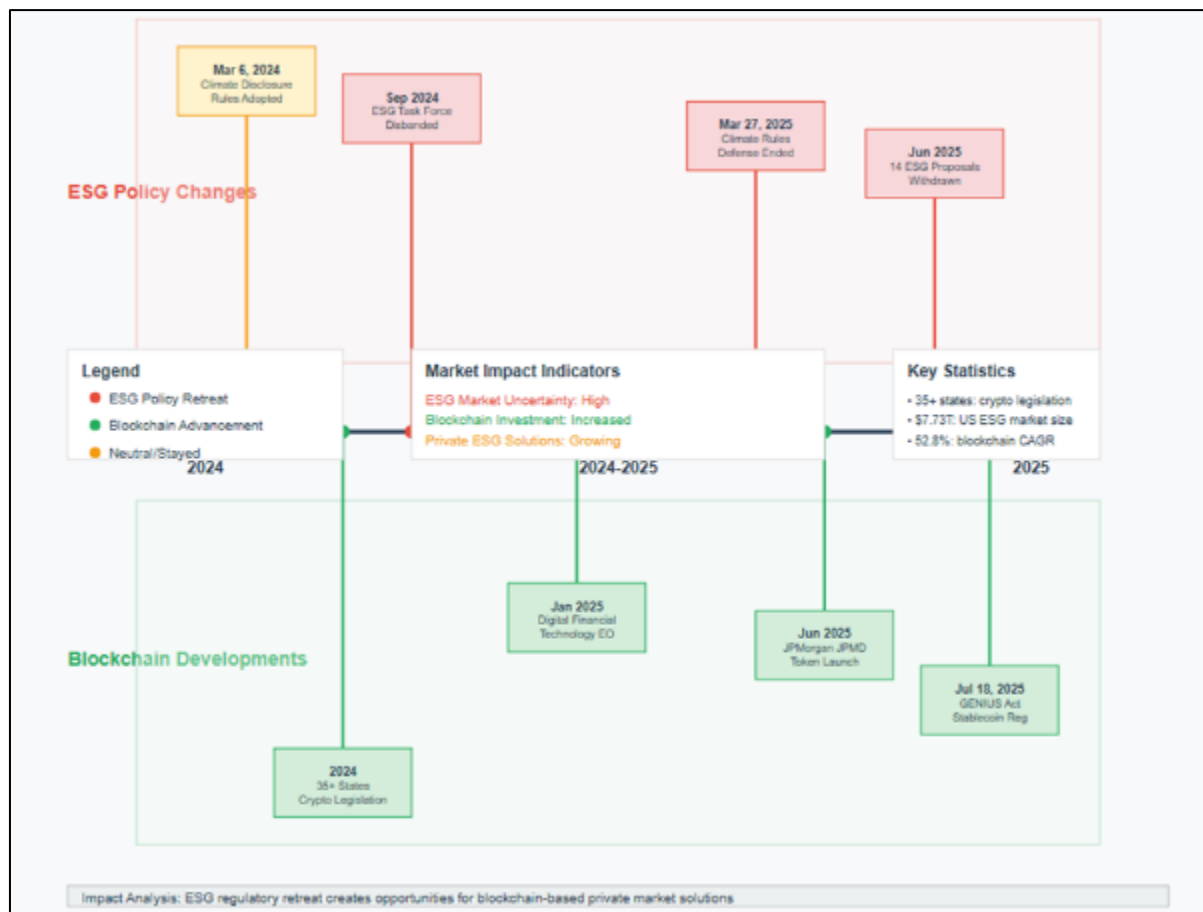 Mar 6, 2024
Climate Disclosure
Rules Adopted
Sep 2024
ESG Task Force
Disbanded
Mar 27, 2025
Climate Rules
Defense Ended
Jun 2025
14 ESG Proposals
Withdrawn
ESG Policy Changes
Legend
ESG Policy Retreat
Blockchain Advancement
Neutral/Stayed
Market Impact Indicators
ESG Market Uncertainty: High
Blockchain Investment: Increased
Private ESG Solutions: Growing
Key Statistics
• 35+ states: crypto legislation
• $7.73T: US ESG market size
• 52.8%: blockchain CAGR
2024
2024-2025
2025
Jan 2025
Digital Financial
Technology EO
Jun 2025
JPMorgan JPMD
Token Launch
Blockchain Developments
Jul 18, 2025
GENIUS Act
Stablecoin Reg
2024
35+ States
Crypto Legislation
Impact Analysis: ESG regulatory retreat creates opportunities for blockchain-based private market solutions